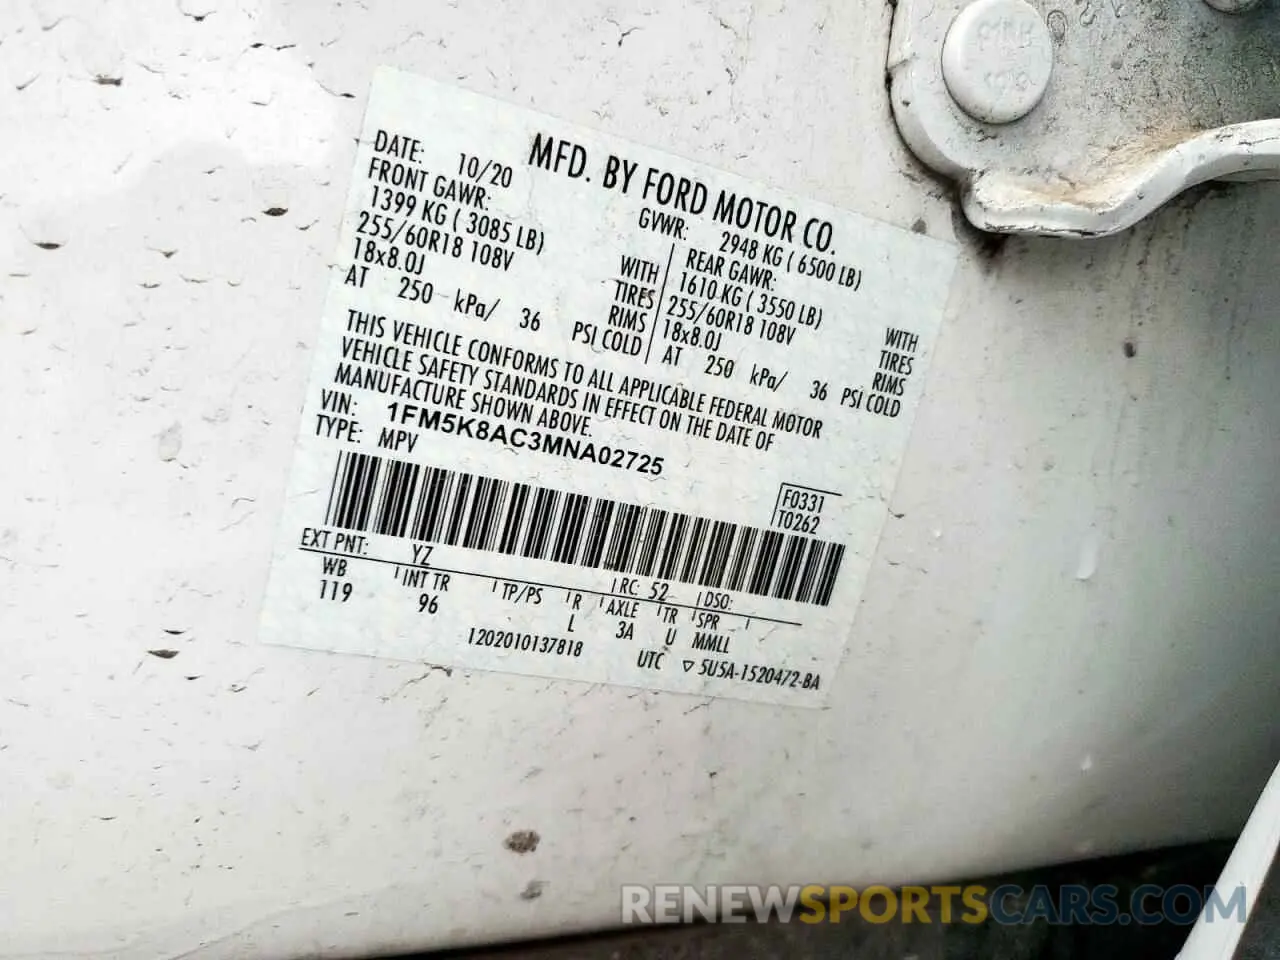 MFD. BY FORD MOTOR CO.
DATE: 10/20
GVWR: 2948 KG ( 6500 LB)
FRONT GAWR:
1399 KG ( 3085 LB) WITH
255/60R18 108V TIRES
18x8.0J RIMS
AT 250 kPa/ 36 PSI COLD
REAR GAWR:
1610 KG ( 3550 LB) WITH
255/60R18 108V TIRES
18x8.0J RIMS
AT 250 kPa/ 36 PSI COLD
THIS VEHICLE CONFORMS TO ALL APPLICABLE FEDERAL MOTOR
VEHICLE SAFETY STANDARDS IN EFFECT ON THE DATE OF
MANUFACTURE SHOWN ABOVE.
VIN: 1FM5K8AC3MNA02725
TYPE: MPV
F0331
T0262
EXT PNT: YZ RC: 52 DSO:
WB INT TR TP/PS R AXLE TR SPR
119 96 L 3A U MMLL
1202010137818
UTC ▽ 5U5A-1520472-BA
RENEWSPORTSCARS.COM